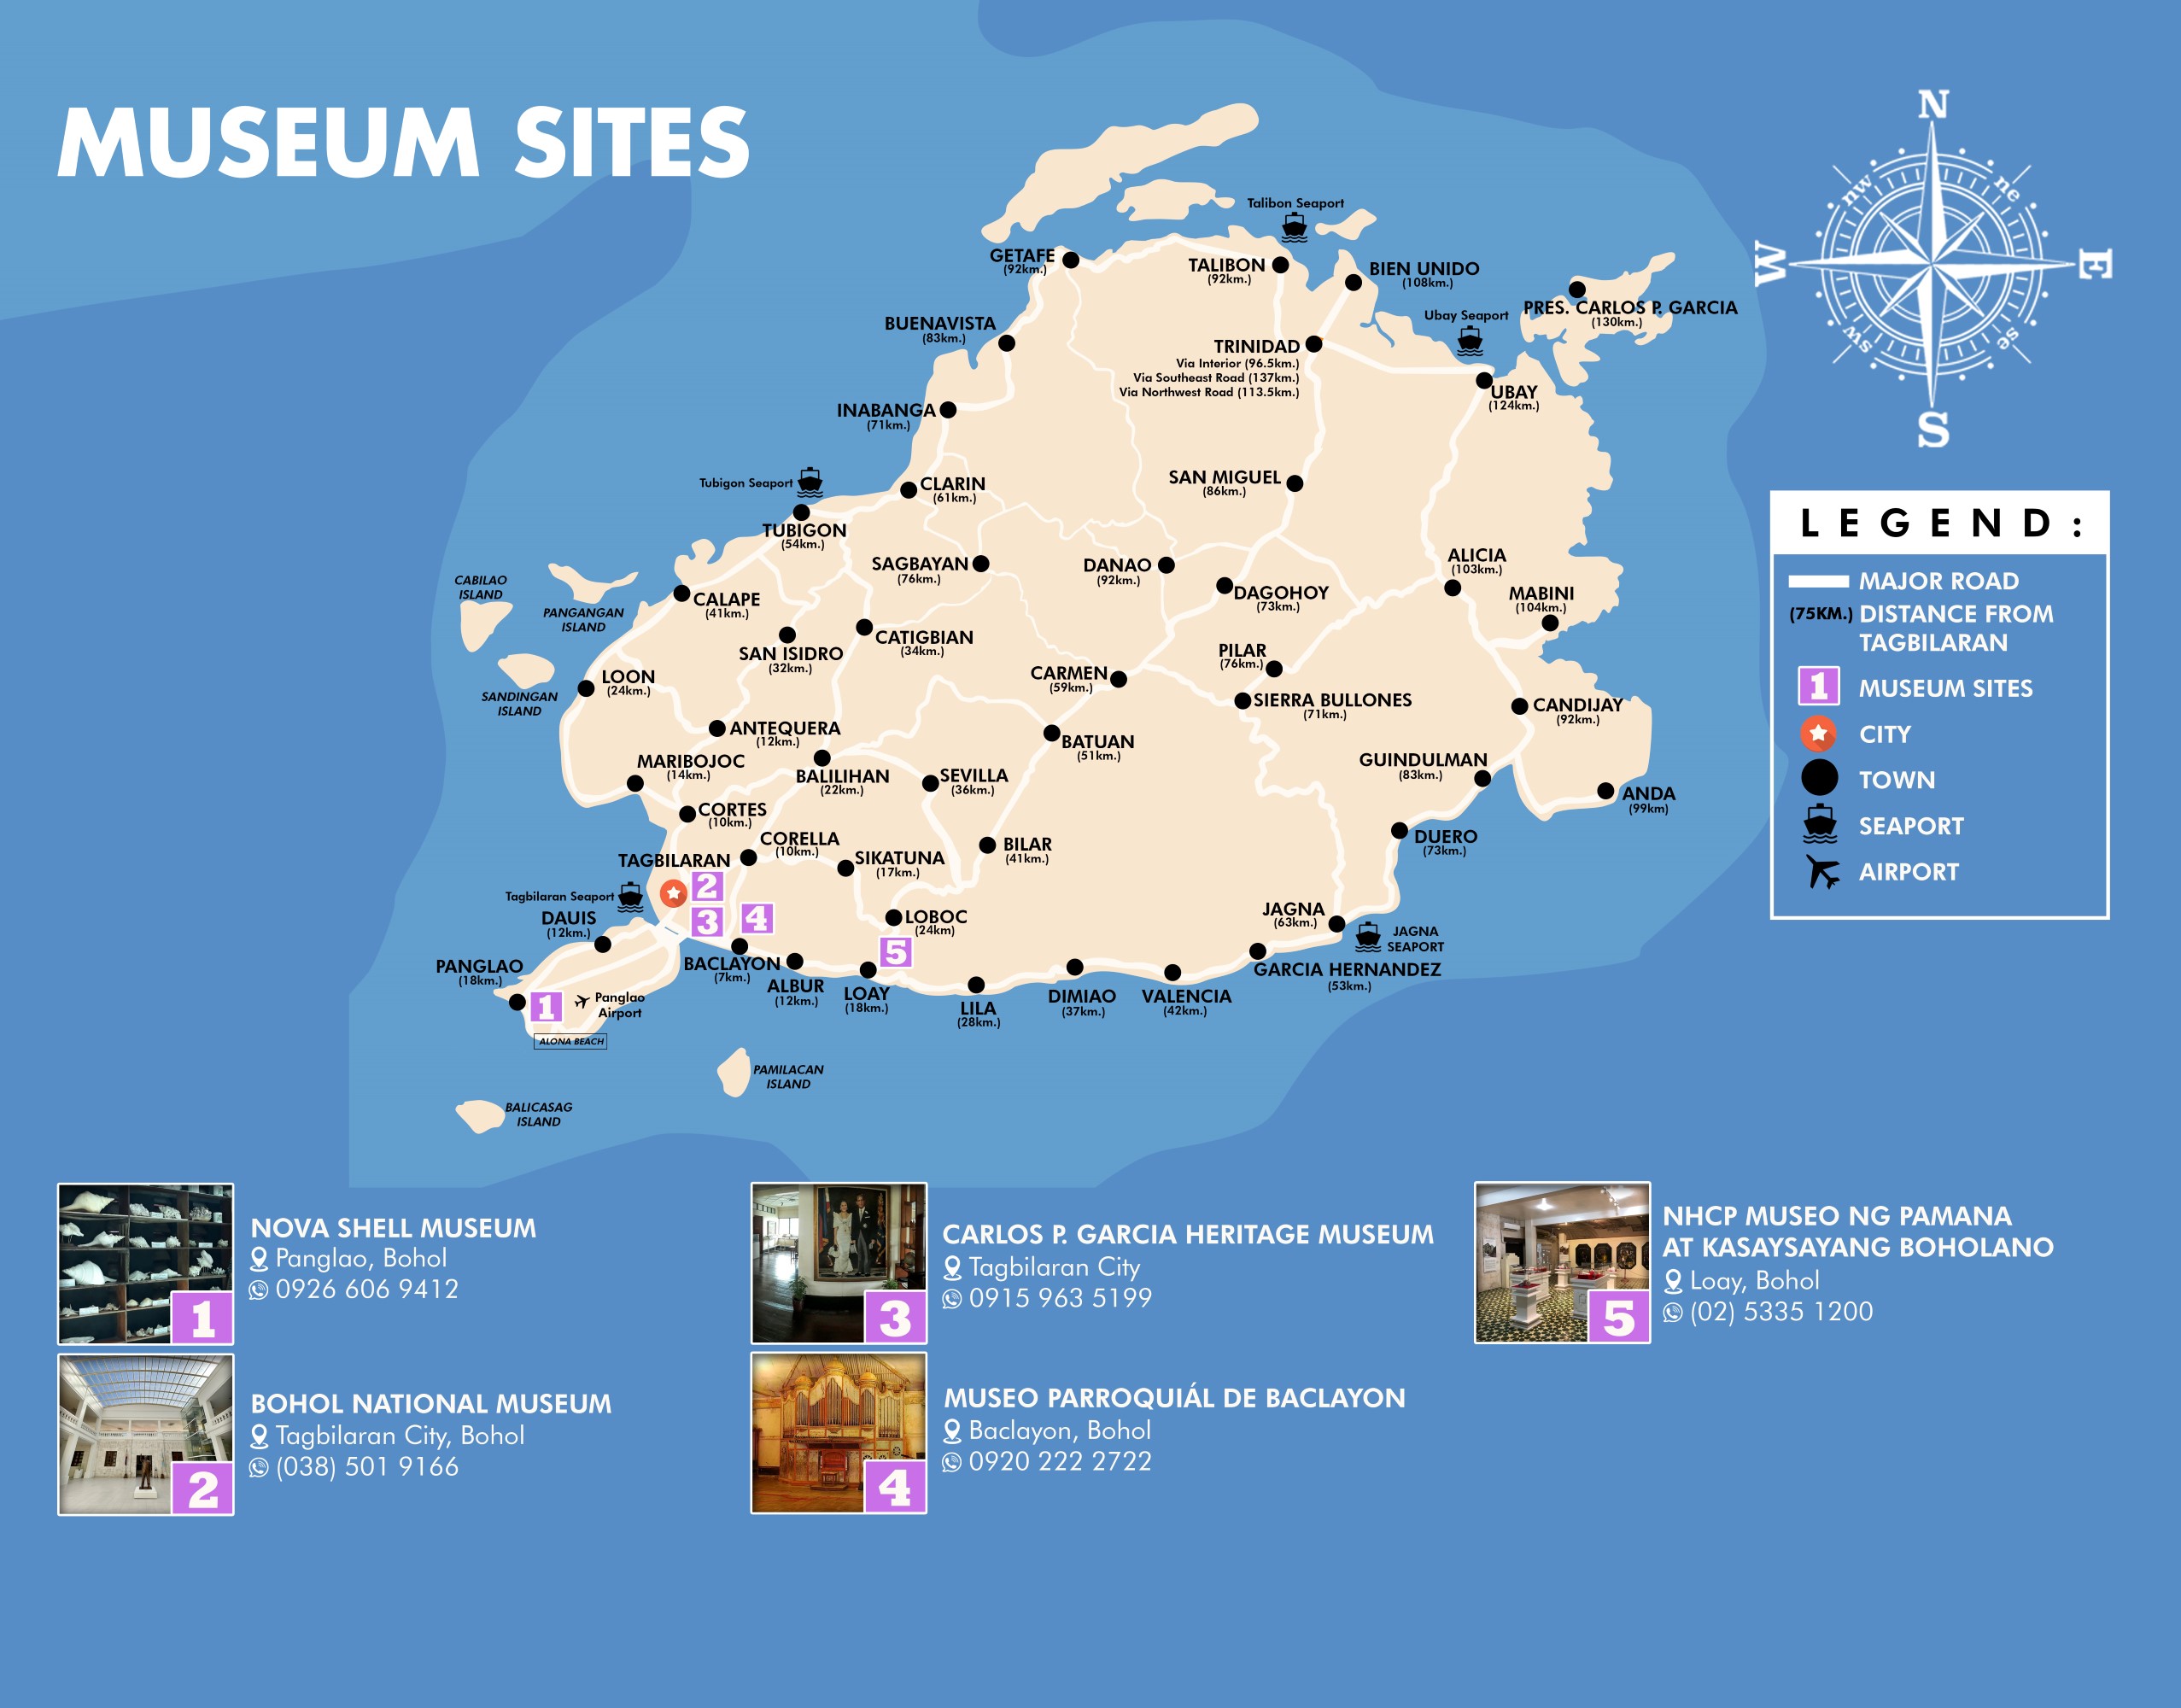 MUSEUM SITES
N
nw
ne
W
E
sw
se
S
Talibon Seaport
GETAFE
(92km.)
TALIBON
(92km.)
BIEN UNIDO
(108km.)
PRES. CARLOS P. GARCIA
(130km.)
BUENAVISTA
(83km.)
Ubay Seaport
TRINIDAD
Via Interior (96.5km.)
Via Southeast Road (137km.)
Via Northwest Road (113.5km.)
UBAY
(124km.)
INABANGA
(71km.)
Tubigon Seaport
CLARIN
(61km.)
SAN MIGUEL
(86km.)
TUBIGON
(54km.)
SAGBAYAN
(76km.)
DANAO
(92km.)
DAGOHOY
(73km.)
ALICIA
(103km.)
MABINI
(104km.)
CABILAO
ISLAND
PANGANGAN
ISLAND
CALAPE
(41km.)
SAN ISIDRO
(32km.)
CATIGBIAN
(34km.)
PILAR
(76km.)
CARMEN
(59km.)
SIERRA BULLONES
(71km.)
LOON
(24km.)
SANDINGAN
ISLAND
CANDIJAY
(92km.)
ANTEQUERA
(12km.)
BATUAN
(51km.)
MARIBOJOC
(14km.)
BALILIHAN
(22km.)
SEVILLA
(36km.)
GUINDULMAN
(83km.)
ANDA
(99km)
CORTES
(10km.)
CORELLA
(10km.)
SIKATUNA
(17km.)
BILAR
(41km.)
DUERO
(73km.)
TAGBILARAN
2
3
4
Tagbilaran Seaport
DAUIS
(12km.)
LOBOC
(24km)
5
JAGNA
(63km.)
JAGNA
SEAPORT
GARCIA HERNANDEZ
(53km.)
PANGLAO
(18km.)
1
Panglao
Airport
ALONA BEACH
BACLAYON
(7km.)
ALBUR
(12km.)
LOAY
(18km.)
LILA
(28km.)
DIMIAO
(37km.)
VALENCIA
(42km.)
PAMILACAN
ISLAND
BALICASAG
ISLAND
LEGEND:
MAJOR ROAD
(75KM.) DISTANCE FROM
TAGBILARAN
1 MUSEUM SITES
CITY
TOWN
SEAPORT
AIRPORT
1
NOVA SHELL MUSEUM
Panglao, Bohol
0926 606 9412
2
BOHOL NATIONAL MUSEUM
Tagbilaran City, Bohol
(038) 501 9166
3
CARLOS P. GARCIA HERITAGE MUSEUM
Tagbilaran City
0915 963 5199
4
MUSEO PARROQUIÁL DE BACLAYON
Baclayon, Bohol
0920 222 2722
5
NHCP MUSEO NG PAMANA
AT KASAYSAYANG BOHOLANO
Loay, Bohol
(02) 5335 1200